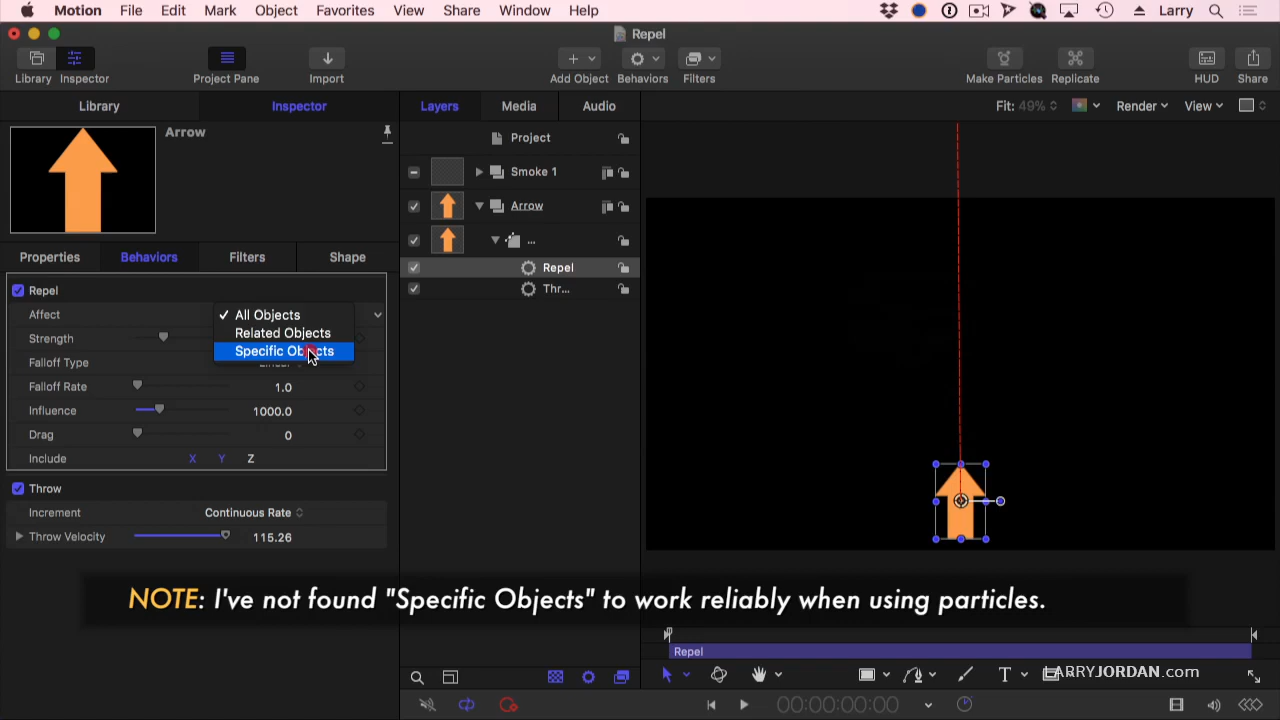 Motion File Edit Mark Object Favorites View Share Window Help Larry
Repel
Library Inspector Project Pane Import Add Object Behaviors Filters Make Particles Replicate HUD Share
Library Inspector Layers Media Audio Fit: 49% Render View
Arrow
Project
Smoke 1
Arrow
...
Repel
Thr...
Properties Behaviors Filters Shape
Repel
Affect
All Objects
Related Objects
Specific Objects
Strength
Falloff Type
Falloff Rate 1.0
Influence 1000.0
Drag 0
Include X Y Z
Throw
Increment Continuous Rate
Throw Velocity 115.26
NOTE: I've not found "Specific Objects" to work reliably when using particles.
Repel
T
LARRYJORDAN.com
00:00:00:00